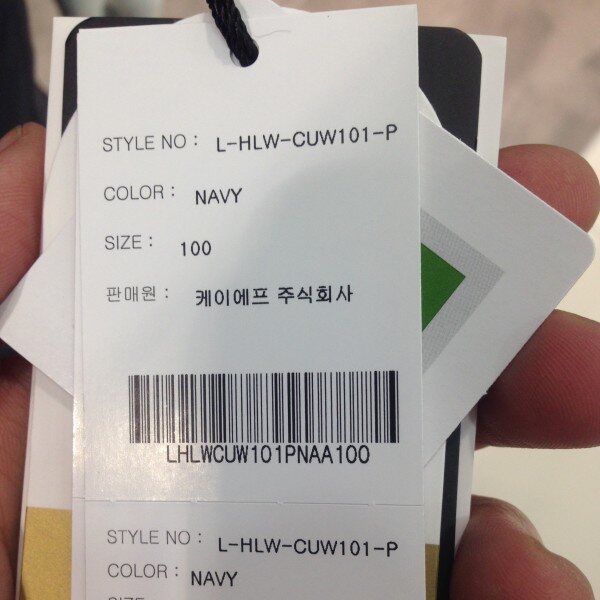 STYLE NO : L-HLW-CUW101-P
COLOR : NAVY
SIZE : 100
판매원 : 케이에프 주식회사
LHLWCUW101PNAA100
STYLE NO : L-HLW-CUW101-P
COLOR : NAVY
SIZE